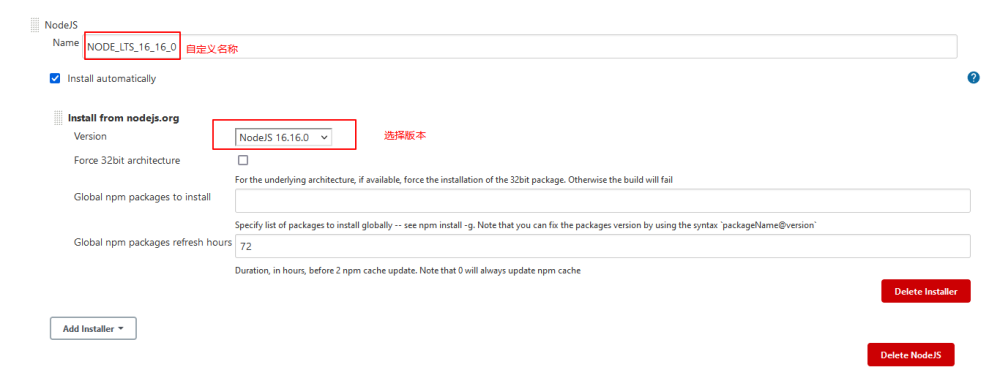 NodeJS
Name NODE_LTS_16_16_0 自定义名称
Install automatically
Install from nodejs.org
Version NodeJS 16.16.0 选择版本
Force 32bit architecture
For the underlying architecture, if available, force the installation of the 32bit package. Otherwise the build will fail
Global npm packages to install
Specify list of packages to install globally -- see npm install -g. Note that you can fix the packages version by using the syntax `packageName@version`
Global npm packages refresh hours 72
Duration, in hours, before 2 npm cache update. Note that 0 will always update npm cache
Delete Installer
Add Installer
Delete NodeJS